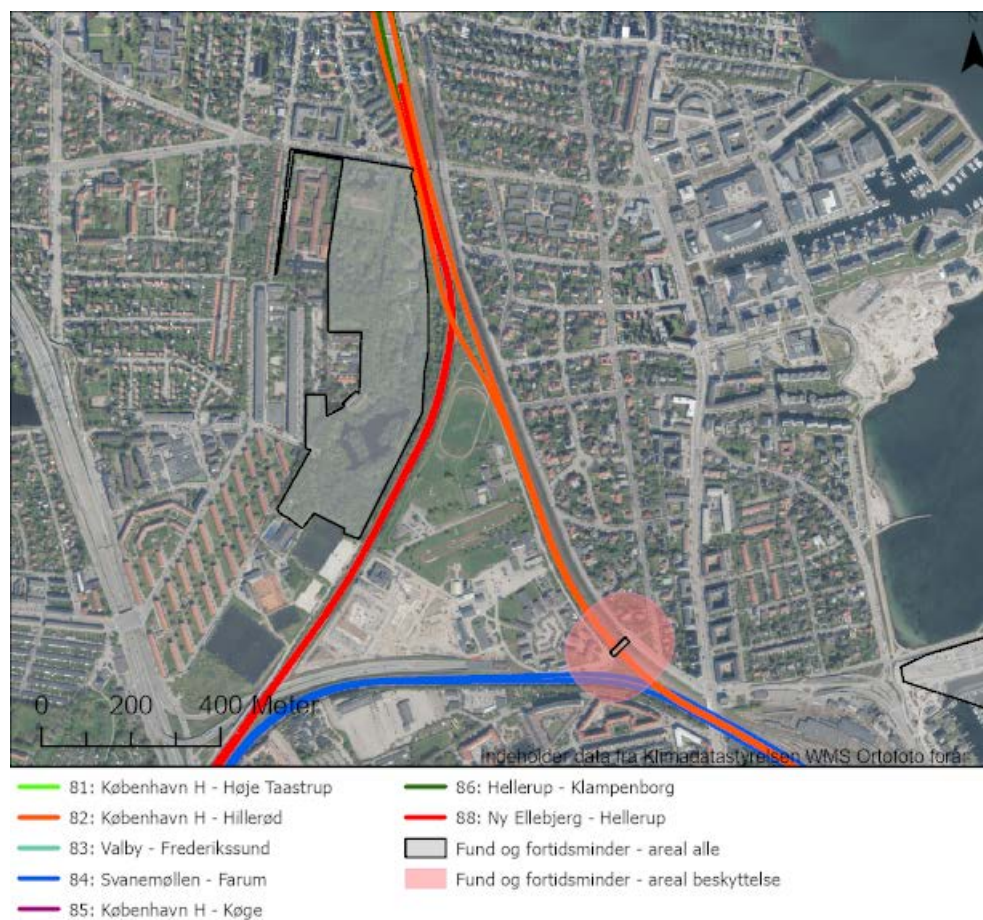 0 200 400 Meter
Indeholder data fra Klimadatastyrelsen WMS Ortofoto forår
81: København H - Høje Taastrup
82: København H - Hillerød
83: Valby - Frederikssund
84: Svanemøllen - Farum
85: København H - Køge
86: Hellerup - Klampenborg
88: Ny Ellebjerg - Hellerup
Fund og fortidsminder - areal alle
Fund og fortidsminder - areal beskyttelse